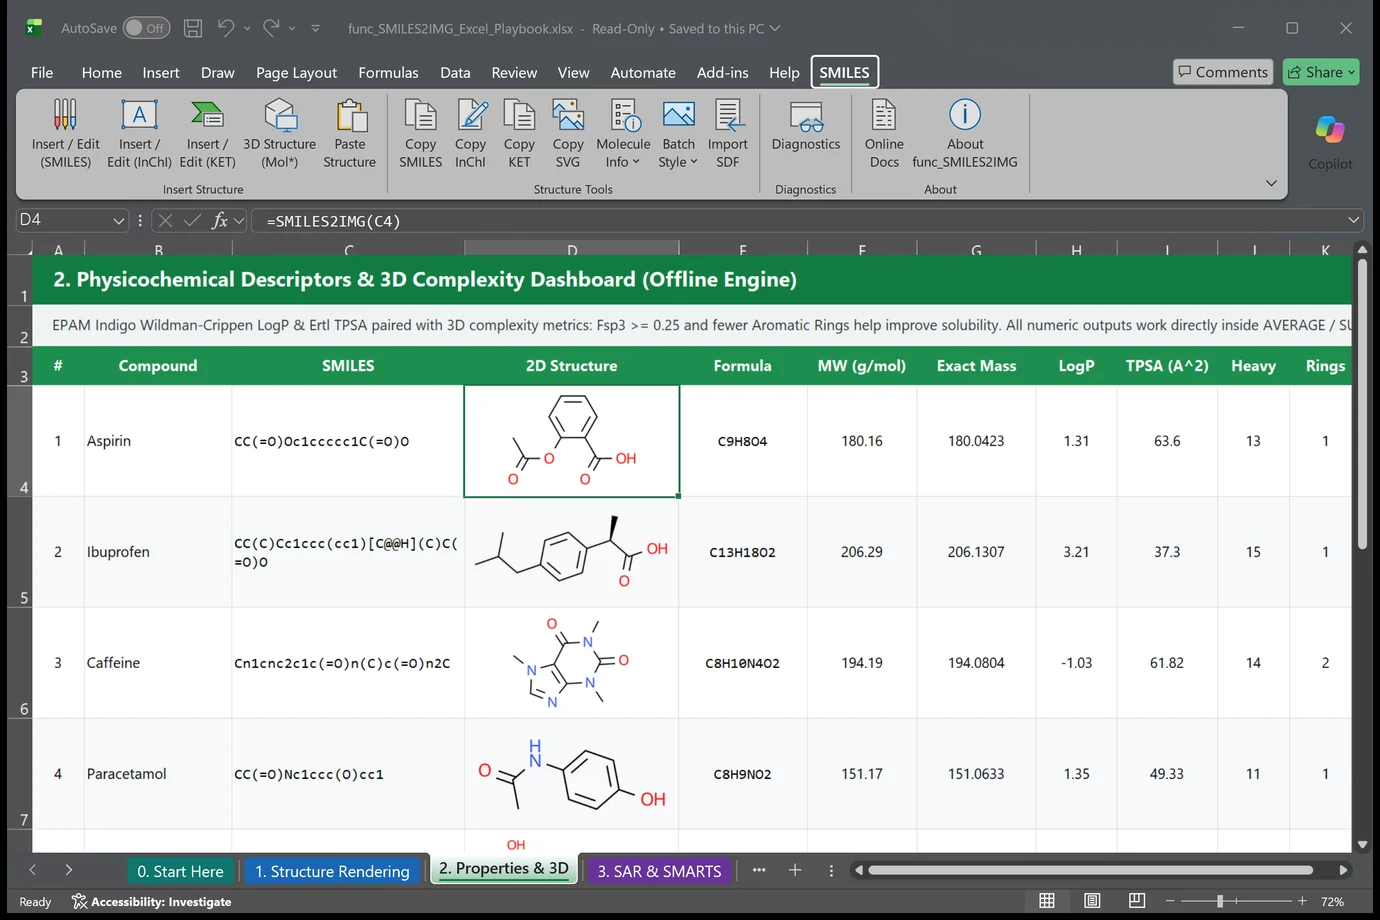 AutoSave Off func_SMILES2IMG_Excel_Playbook.xlsx - Read-Only • Saved to this PC
File Home Insert Draw Page Layout Formulas Data Review View Automate Add-ins Help SMILES Comments Share
Insert / Edit (SMILES)
Insert / Edit (InChI)
Insert / Edit (KET)
3D Structure (Mol*)
Paste Structure
Copy SMILES
Copy InChI
Copy KET
Copy SVG
Molecule Info
Batch Style
Import SDF
Diagnostics
Online Docs
About func_SMILES2IMG
Copilot
Insert Structure Structure Tools Diagnostics About
D4 fx =SMILES2IMG(C4)
A B C D E F G H I J K
1 2. Physicochemical Descriptors & 3D Complexity Dashboard (Offline Engine)
2 EPAM Indigo Wildman-Crippen LogP & Ertl TPSA paired with 3D complexity metrics: Fsp3 >= 0.25 and fewer Aromatic Rings help improve solubility. All numeric outputs work directly inside AVERAGE /
3 # Compound SMILES 2D Structure Formula MW (g/mol) Exact Mass LogP TPSA (A^2) Heavy Rings
4 1 Aspirin CC(=O)Oc1ccccc1C(=O)O O O O OH C9H8O4 180.16 180.0423 1.31 63.6 13 1
5 2 Ibuprofen CC(C)Cc1ccc(cc1)[C@@H](C)C(=O)O OH O C13H18O2 206.29 206.1307 3.21 37.3 15 1
6 3 Caffeine Cn1cnc2c1c(=O)n(C)c(=O)n2C O N O N N N C8H10N4O2 194.19 194.0804 -1.03 61.82 14 2
7 4 Paracetamol CC(=O)Nc1ccc(O)cc1 H N O OH C8H9NO2 151.17 151.0633 1.35 49.33 11 1
OH
0. Start Here 1. Structure Rendering 2. Properties & 3D 3. SAR & SMARTS
Ready Accessibility: Investigate 72%